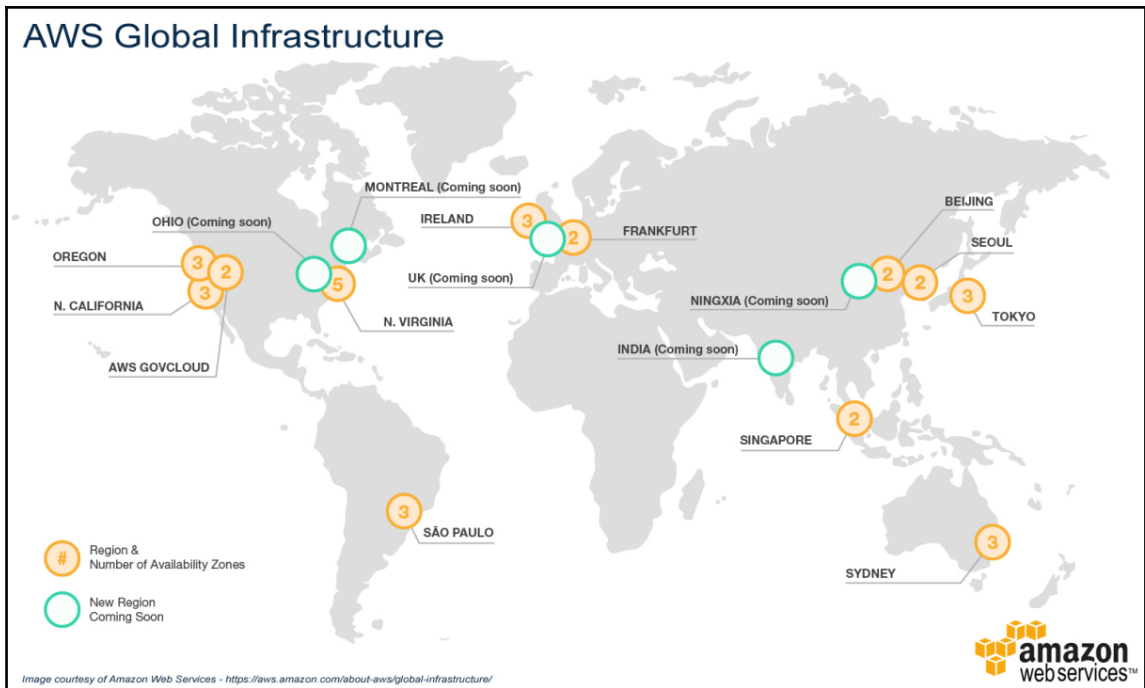 AWS Global Infrastructure
MONTREAL (Coming soon)
OHIO (Coming soon)
IRELAND
3
2
FRANKFURT
BEIJING
SEOUL
OREGON
3
2
3
5
UK (Coming soon)
N. CALIFORNIA
N. VIRGINIA
AWS GOVCLOUD
2
2
3
NINGXIA (Coming soon)
TOKYO
INDIA (Coming soon)
2
SINGAPORE
3
SÃO PAULO
3
SYDNEY
# Region &
Number of Availability Zones
New Region
Coming Soon
amazon
web services™
Image courtesy of Amazon Web Services - https://aws.amazon.com/about-aws/global-infrastructure/